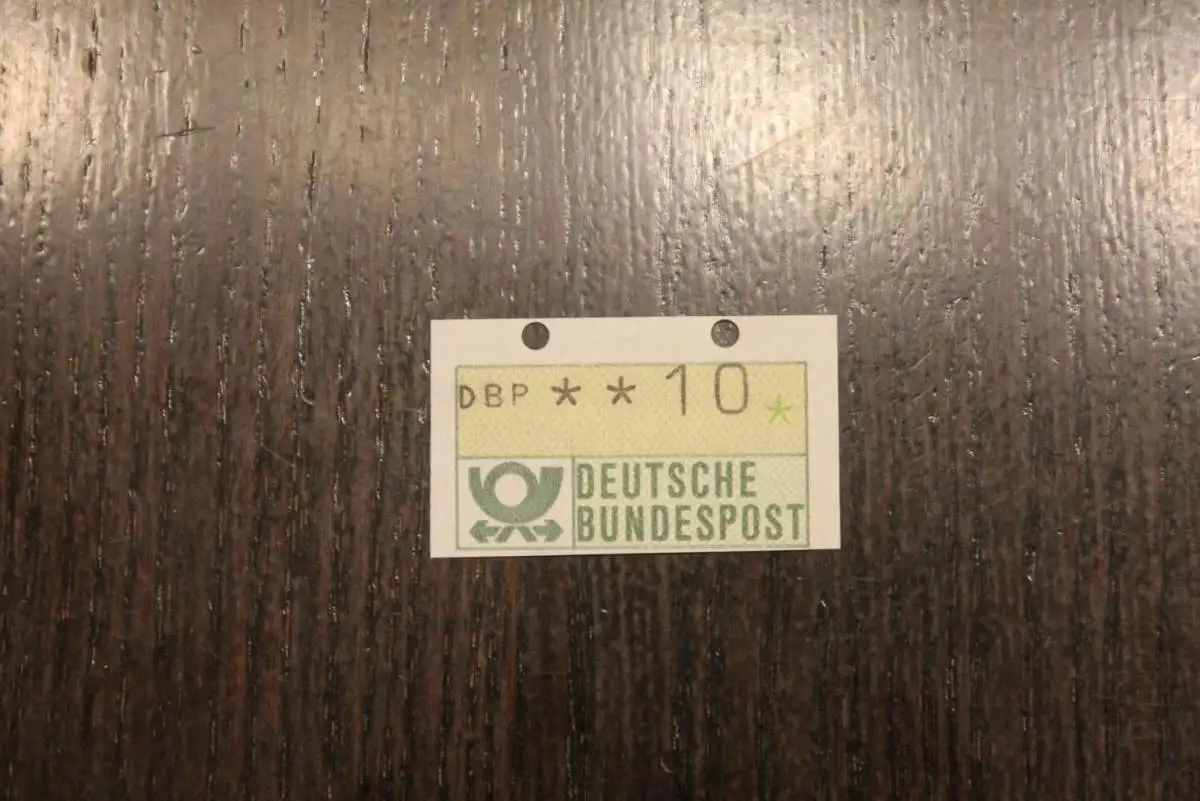 DBP **10*
DEUTSCHE
BUNDESPOST